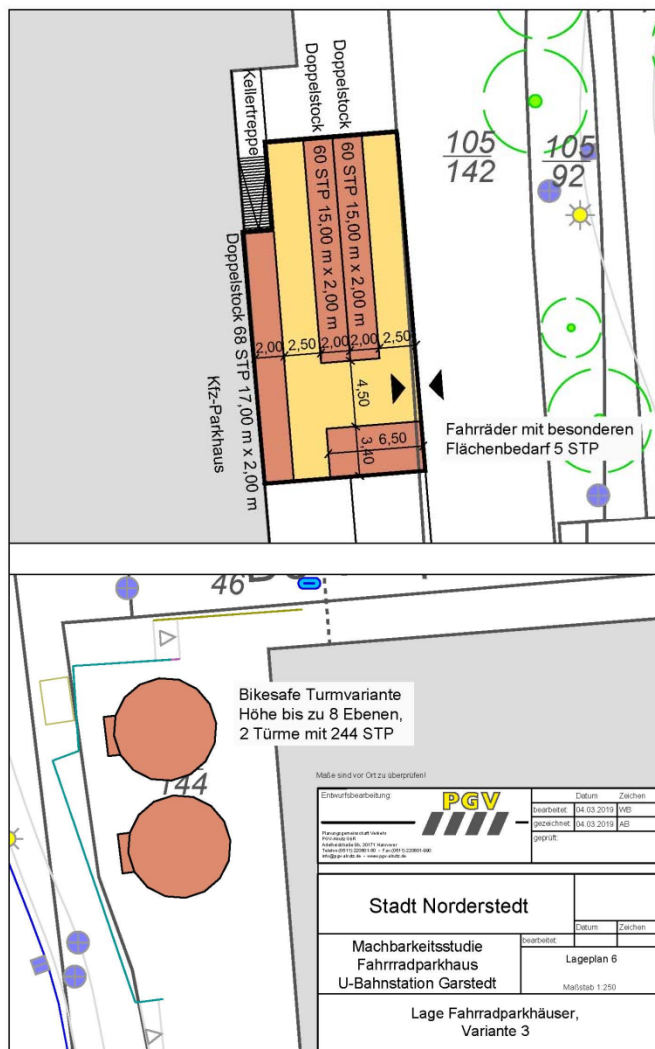 Doppelstock
Doppelstock
Kellertreppe
60 STP 15,00 m x 2,00 m
60 STP 15,00 m x 2,00 m
Doppelstock 68 STP 17,00 m x 2,00 m
Kfz-Parkhaus
2,00
2,50
2,00
2,00
2,50
4,50
6,50
3,40
105
142
105
92
Fahrräder mit besonderen
Flächenbedarf 5 STP
46
144
Bikesafe Turmvariante
Höhe bis zu 8 Ebenen,
2 Türme mit 244 STP
Maße sind vor Ort zu überprüfen!
Entwurfsbearbeitung:
PGV
Datum Zeichen
bearbeitet: 04.03.2019 WB
gezeichnet: 04.03.2019 AB
geprüft:
Stadt Norderstedt
Datum Zeichen
bearbeitet:
Machbarkeitsstudie
Fahrrradparkhaus
U-Bahnstation Garstedt
Lageplan 6
Maßstab 1:250
Lage Fahrradparkhäuser,
Variante 3